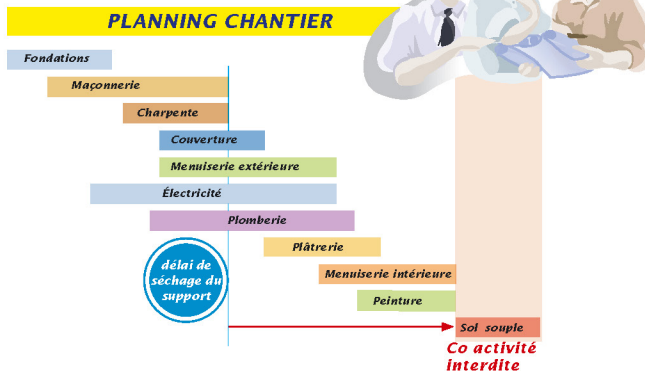 PLANNING CHANTIER
Fondations
Maçonnerie
Charpente
Couverture
Menuiserie extérieure
Électricité
Plomberie
Plâtrerie
délai de
séchage du
support
Menuiserie intérieure
Peinture
Sol souple
Co activité
interdite